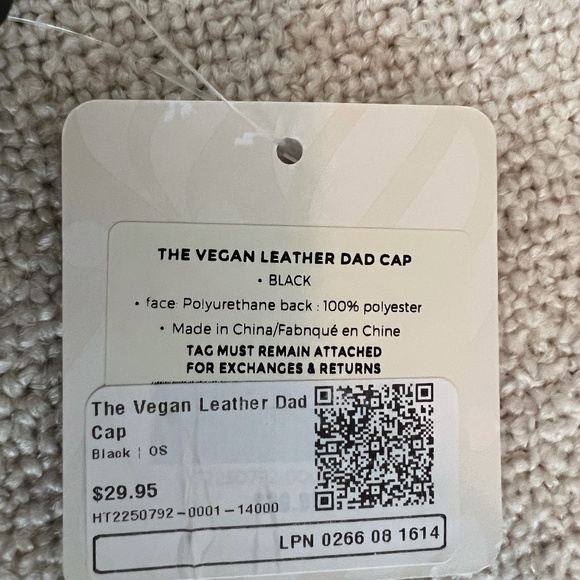 THE VEGAN LEATHER DAD CAP
• BLACK
• face: Polyurethane back : 100% polyester
• Made in China/Fabnqué en Chine
TAG MUST REMAIN ATTACHED
FOR EXCHANGES & RETURNS
The Vegan Leather Dad
Cap
Black | OS
$29.95
HT2250792-0001-14000
LPN 0266 08 1614